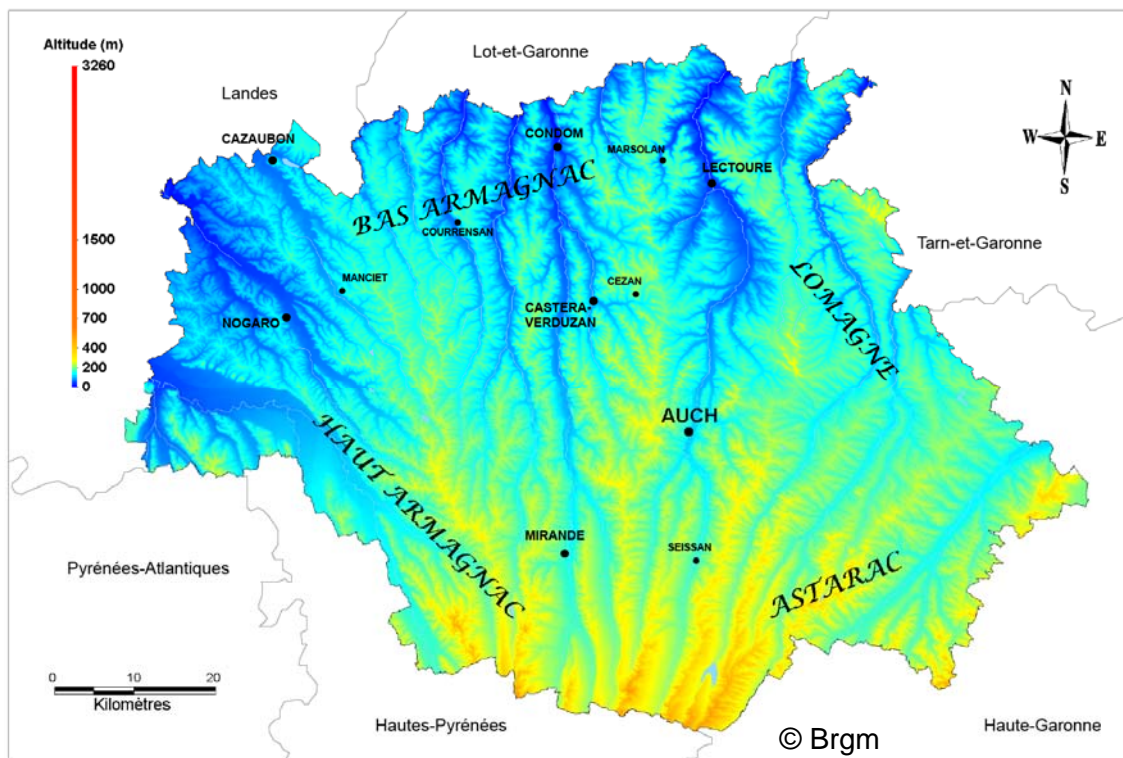 Altitude (m)
3260
1500
1000
700
400
200
0
Lot-et-Garonne
Landes
N
W E
S
CAZAUBON
CONDOM
MARSOLAN
LECTOURE
BAS ARMAGNAC
COURRENSAN
Tarn-et-Garonne
MANCIET
CEZAN
LOMAGNE
NOGARO
CASTERA-
VERDUZAN
AUCH
HAUT ARMAGNAC
MIRANDE
SEISSAN
ASTARAC
Pyrénées-Atlantiques
0 10 20
Kilomètres
Hautes-Pyrénées
Haute-Garonne
© Brgm